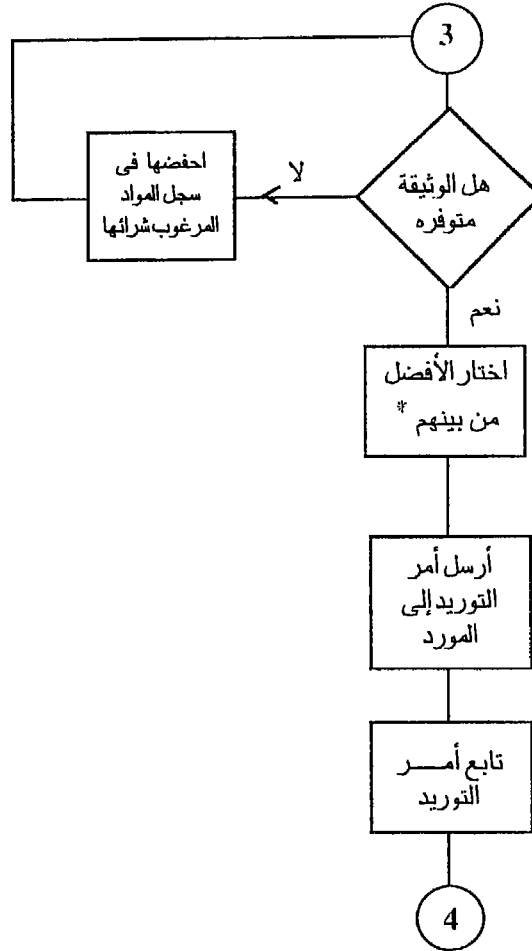 3
هل الوثيقة
متوفره
لا
احفضها فى
سجل المواد
المرغوب شرائها
نعم
اختار الأفضل
من بينهم *
أرسل أمر
التوريد إلى
المورد
تابع أمـــر
التوريد
4